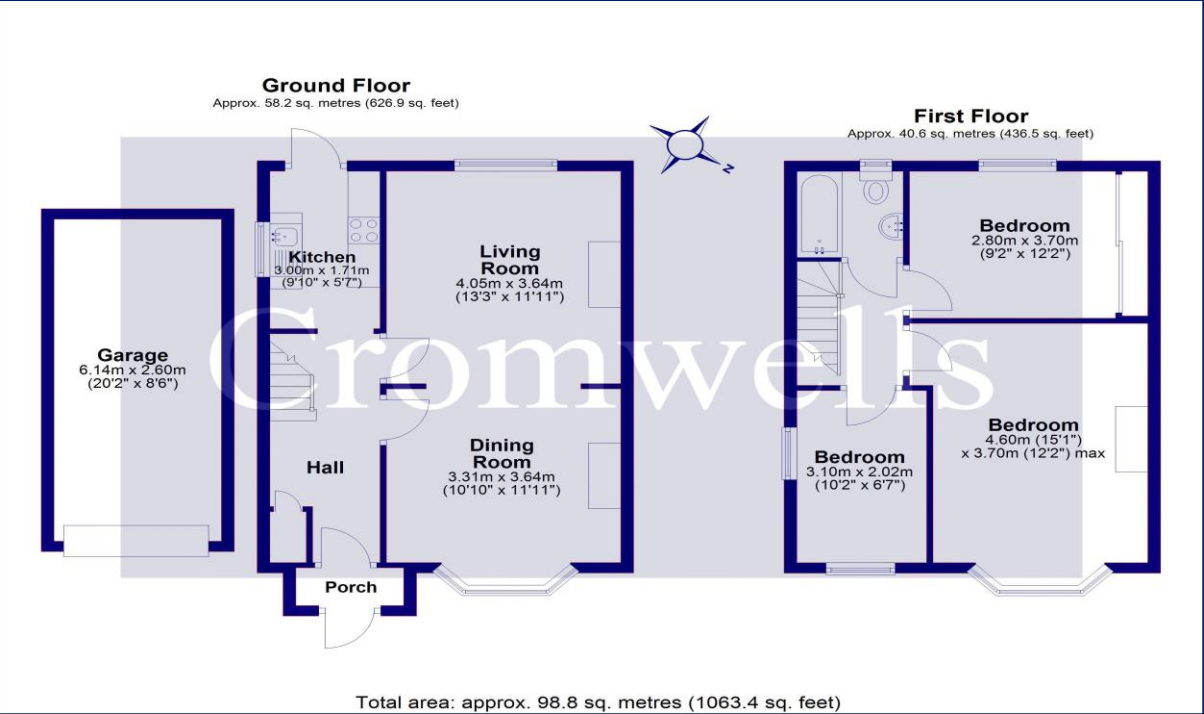 Ground Floor
Approx. 58.2 sq. metres (626.9 sq. feet)
First Floor
Approx. 40.6 sq. metres (436.5 sq. feet)
N
Kitchen
3.00m x 1.71m
(9'10" x 5'7")
Living
Room
4.05m x 3.64m
(13'3" x 11'11")
Garage
6.14m x 2.60m
(20'2" x 8'6")
Hall
Dining
Room
3.31m x 3.64m
(10'10" x 11'11")
Porch
Bedroom
2.80m x 3.70m
(9'2" x 12'2")
Bedroom
4.60m (15'1")
x 3.70m (12'2") max
Bedroom
3.10m x 2.02m
(10'2" x 6'7")
Cromwells
Total area: approx. 98.8 sq. metres (1063.4 sq. feet)